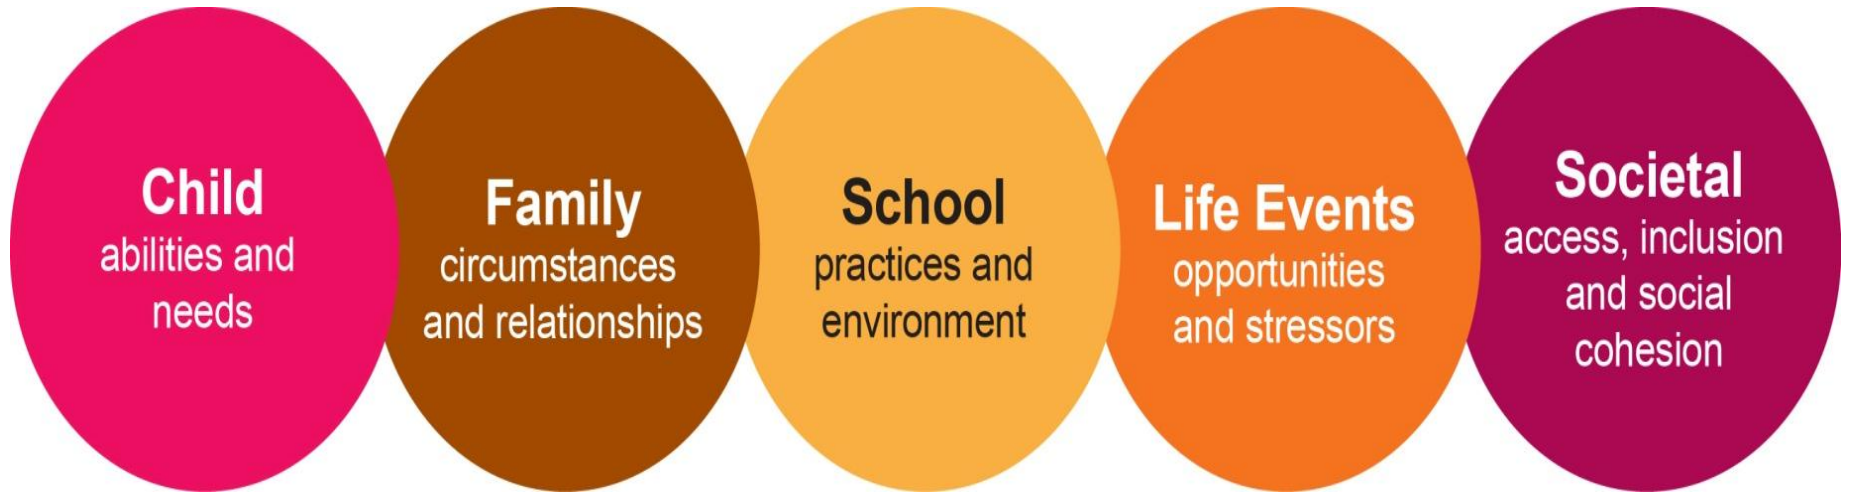 Child
abilities and
needs
Family
circumstances
and relationships
School
practices and
environment
Life Events
opportunities
and stressors
Societal
access, inclusion
and social
cohesion